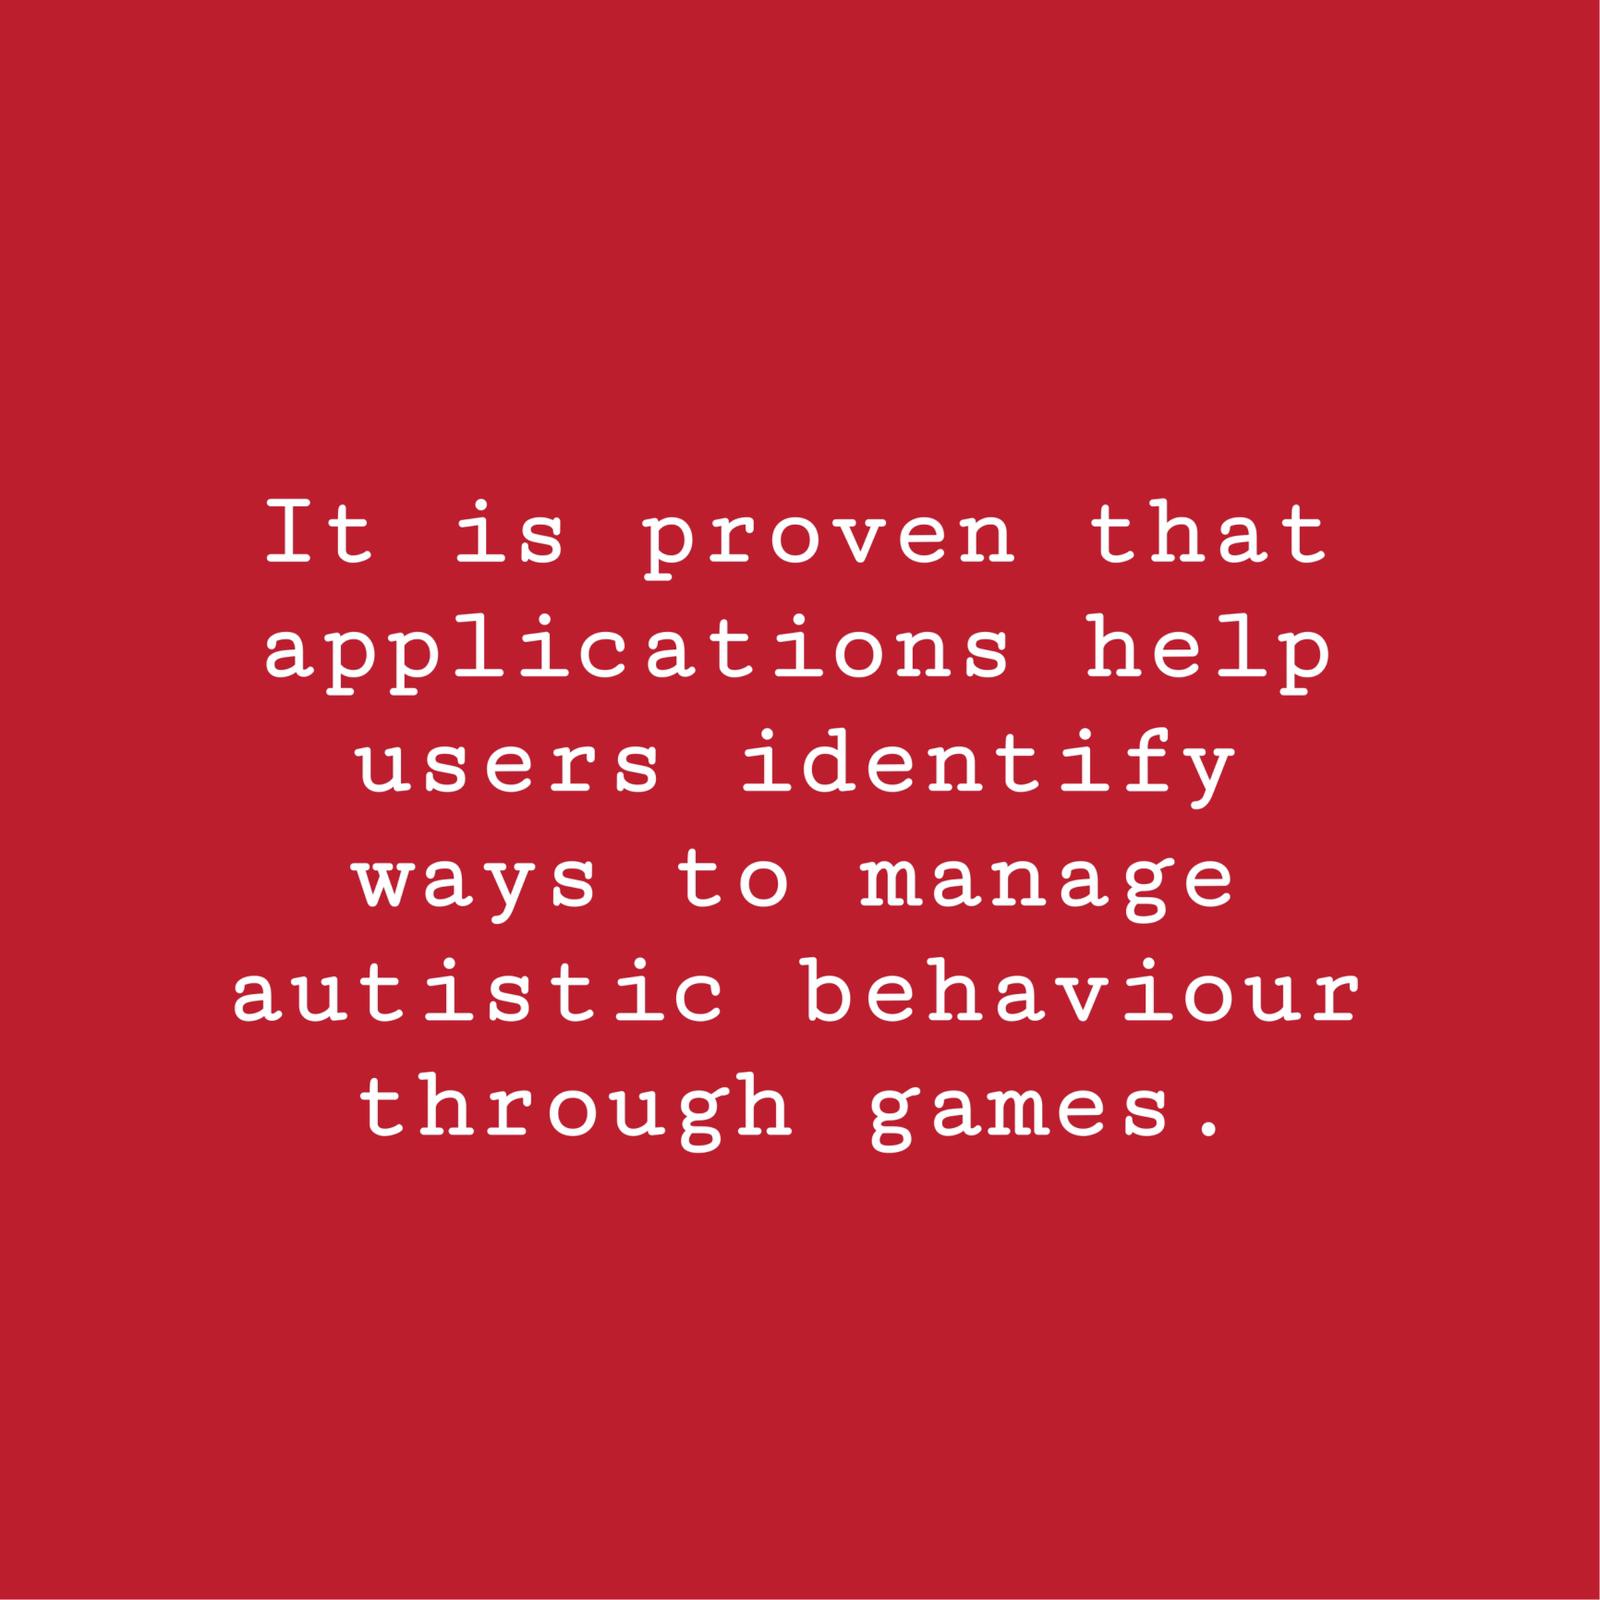 It is proven that
applications help
users identify
ways to manage
autistic behaviour
through games.